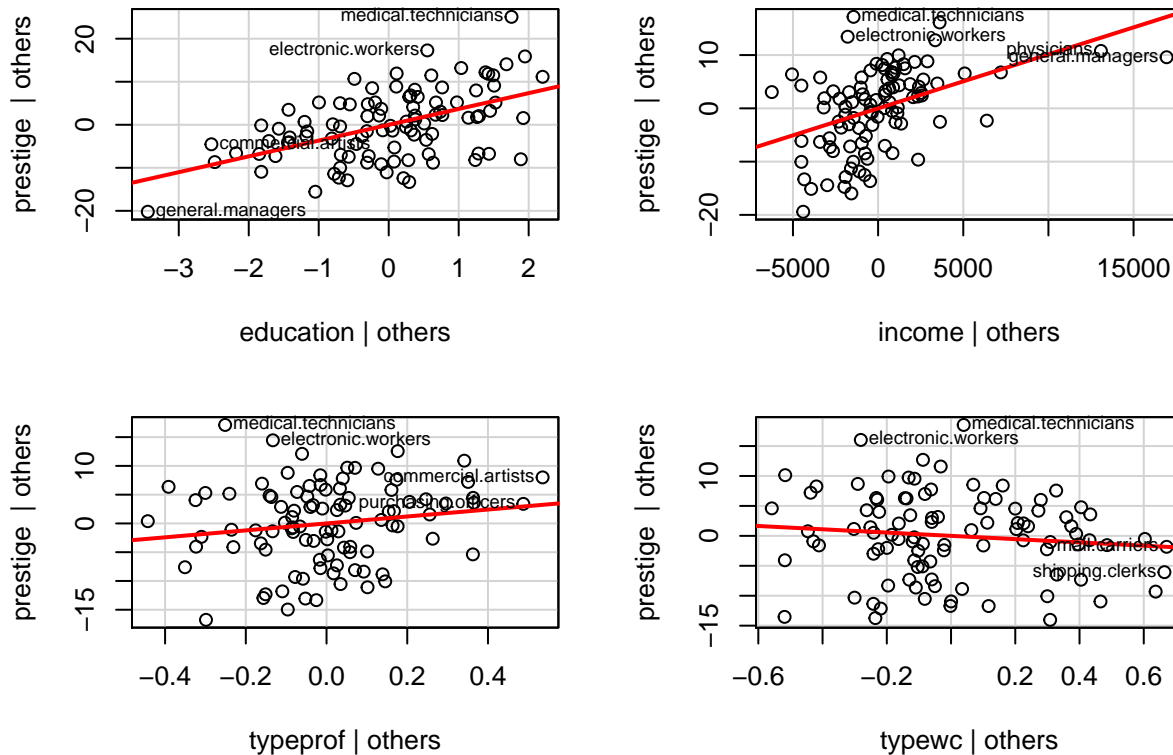 medical.technicians
electronic.workers
commercial.artists
general.managers
prestige | others
−20 0 20
−3 −2 −1 0 1 2
education | others
medical.technicians
electronic.workers
physicians
general.managers
prestige | others
−20 0 10
−5000 0 5000 15000
income | others
medical.technicians
electronic.workers
commercial.artists
purchasing.officers
prestige | others
−15 0 10
−0.4 −0.2 0.0 0.2 0.4
typeprof | others
medical.technicians
electronic.workers
mail.carriers
shipping.clerks
prestige | others
−15 0 10
−0.6 −0.2 0.2 0.6
typewc | others